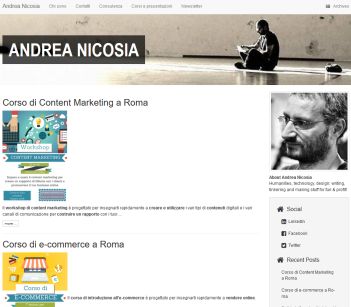 Andrea Nicosia
Chi sono
Contatti
Consulenza
Corsi e presentazioni
Newsletter
Archives
ANDREA NICOSIA
Corso di Content Marketing a Roma
Workshop
CONTENT MARKETING
Il workshop di content marketing è progettato per insegnarti rapidamente a creare e utilizzare i vari tipi di contenuti digitali e i vari
canali di comunicazione per costruire un rapporto con i tuoi
Corso di e-commerce a Roma
Corso di
E-COMMERCE
Il corso di introduzione all'e-commerce è progettato per insegnarti rapidamente a vendere online.
About Andrea Nicosia
Humanities, technology, design, writing,
tinkering and making stuff for fun & profit!
Social
LinkedIn
Facebook
Twitter
Recent Posts
Corso di Content Marketing
a Roma
Corso di e-commerce a Ro-
ma